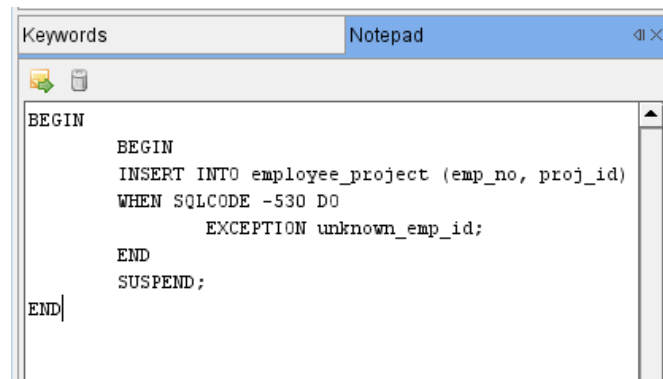 Keywords
Notepad
BEGIN
BEGIN
INSERT INTO employee_project (emp_no, proj_id)
WHEN SQLCODE -530 DO
EXCEPTION unknown_emp_id;
END
SUSPEND;
END